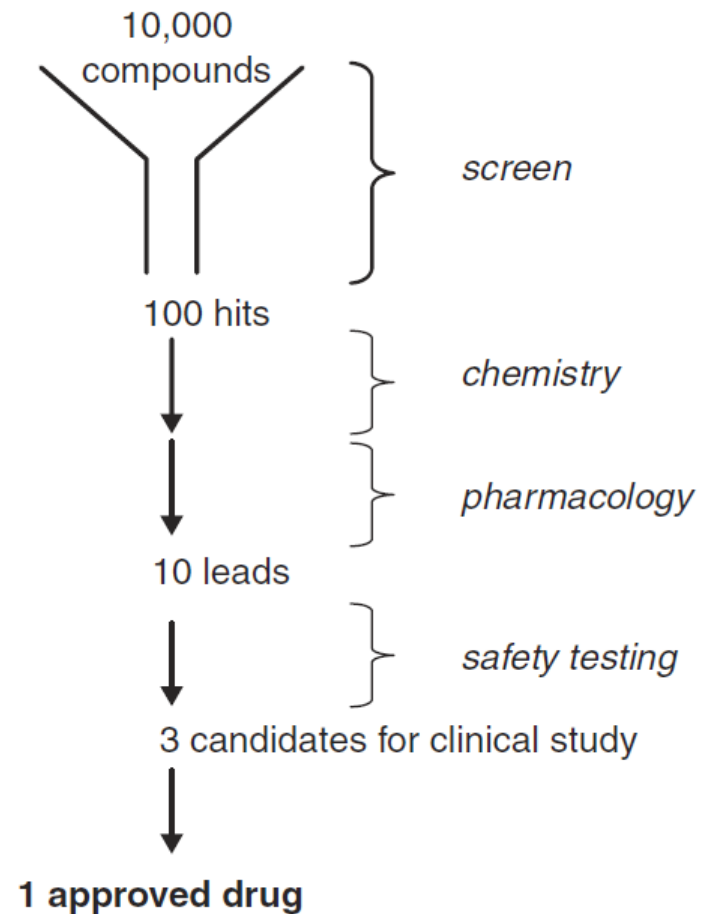 10,000
compounds
screen
100 hits
chemistry
pharmacology
10 leads
safety testing
3 candidates for clinical study
1 approved drug